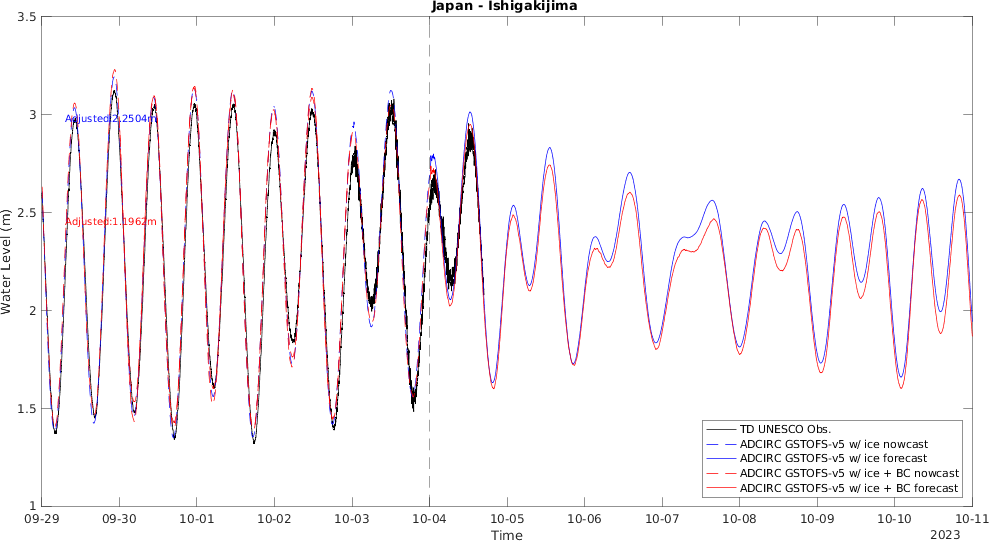 Japan - Ishigakijima
Water Level (m)
3.5
3
2.5
2
1.5
1
Adjusted:2.2504m
Adjusted:1.1962m
TD UNESCO Obs.
ADCIRC GSTOFS-v5 w/ ice nowcast
ADCIRC GSTOFS-v5 w/ ice forecast
ADCIRC GSTOFS-v5 w/ ice + BC nowcast
ADCIRC GSTOFS-v5 w/ ice + BC forecast
09-29 09-30 10-01 10-02 10-03 10-04 10-05 10-06 10-07 10-08 10-09 10-10 10-11
Time
2023